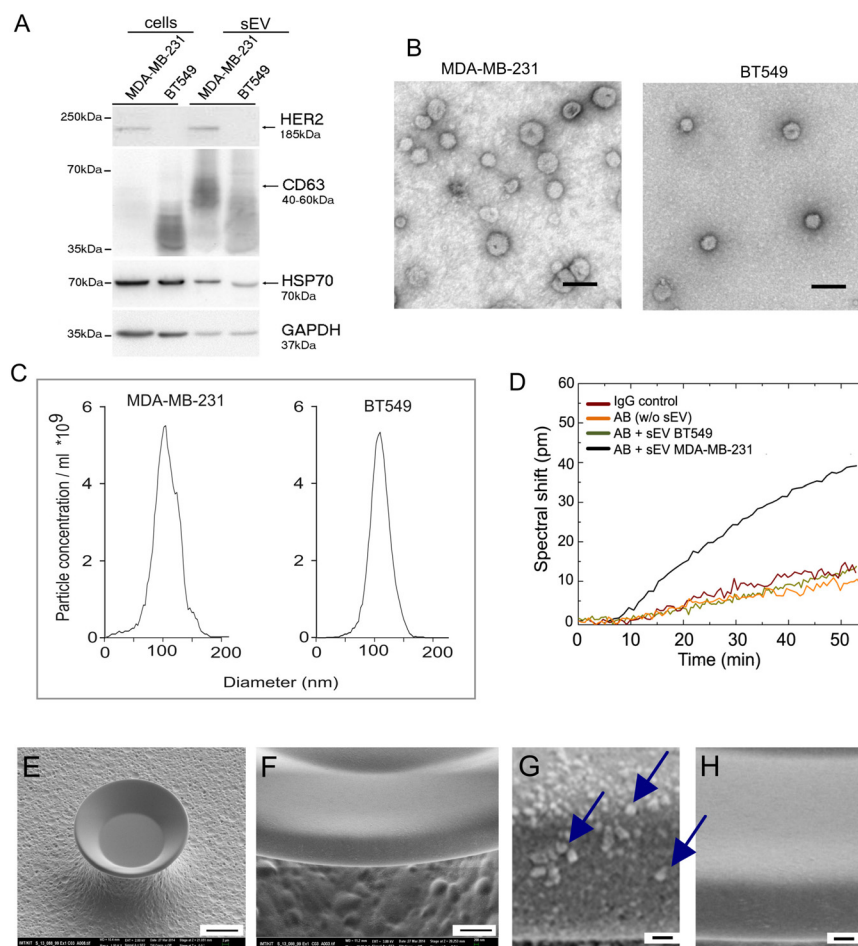 A
cells
sEV
MDA-MB-231
BT549
MDA-MB-231
BT549
250kDa
HER2
185kDa
70kDa
CD63
40-60kDa
35kDa
70kDa
HSP70
70kDa
35kDa
GAPDH
37kDa
B
MDA-MB-231
BT549
C
MDA-MB-231
BT549
Particle concentration / ml *10⁹
6
4
2
0
6
4
2
0
0
100
200
0
100
200
Diameter (nm)
D
IgG control
AB (w/o sEV)
AB + sEV BT549
AB + sEV MDA-MB-231
Spectral shift (pm)
60
50
40
30
20
10
0
0
10
20
30
40
50
Time (min)
E
F
G
H